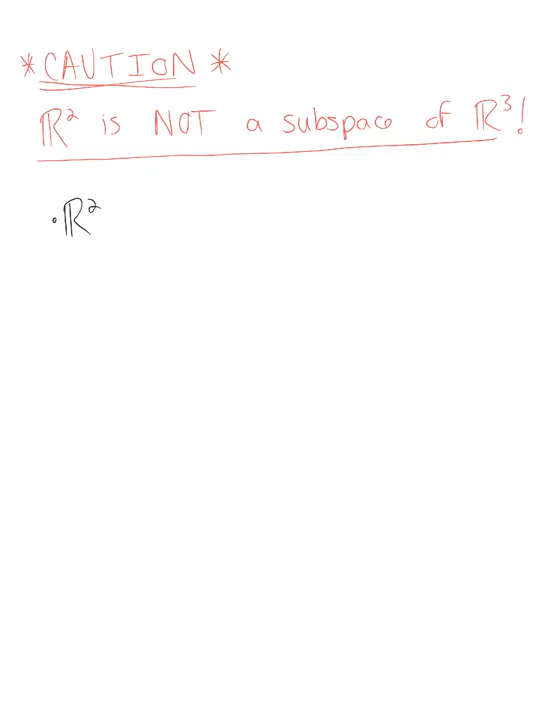 *CAUTION*
ℝ² is NOT a subspace of ℝ³!
• ℝ²